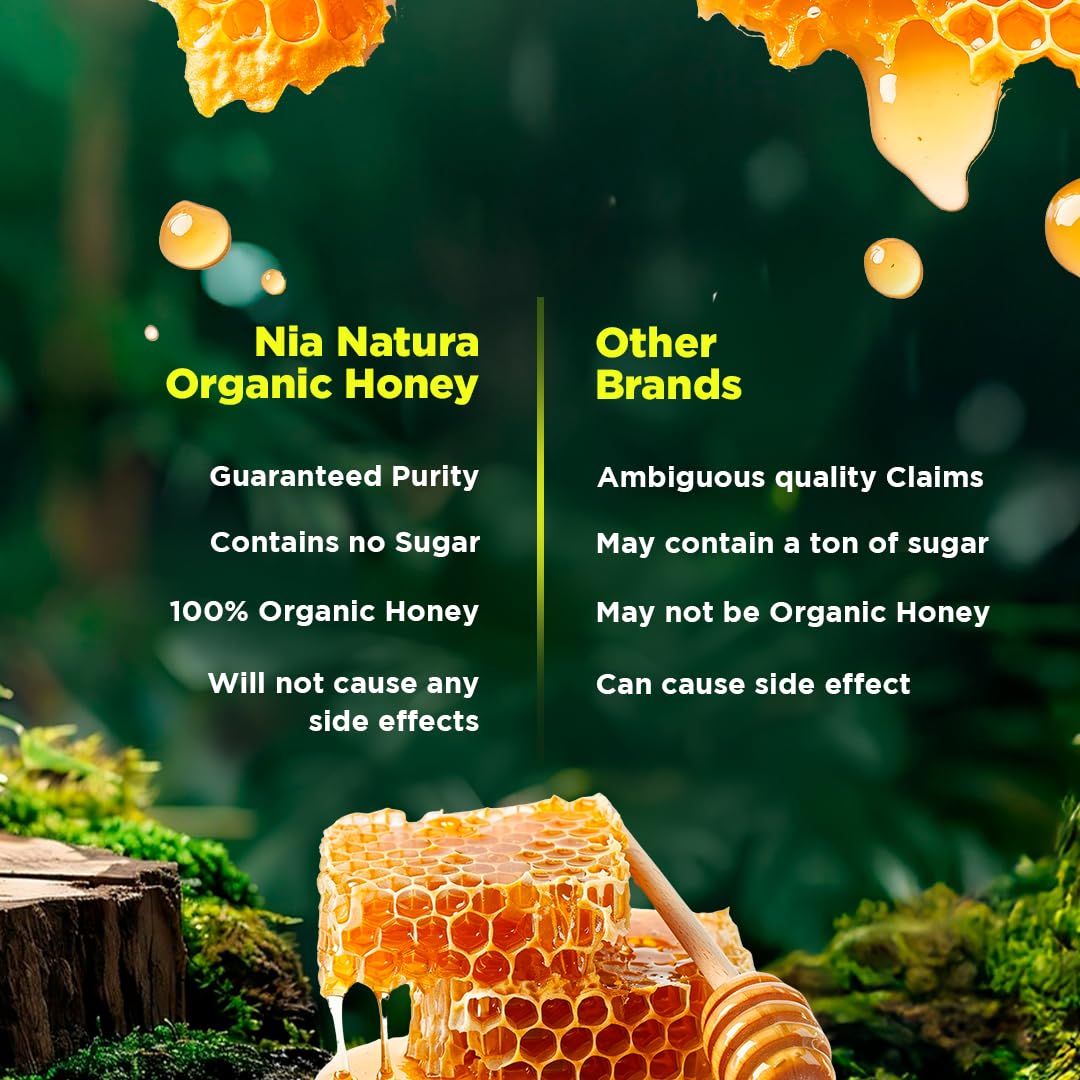 Nia Natura
Organic Honey
Guaranteed Purity
Contains no Sugar
100% Organic Honey
Will not cause any
side effects
Other
Brands
Ambiguous quality Claims
May contain a ton of sugar
May not be Organic Honey
Can cause side effect